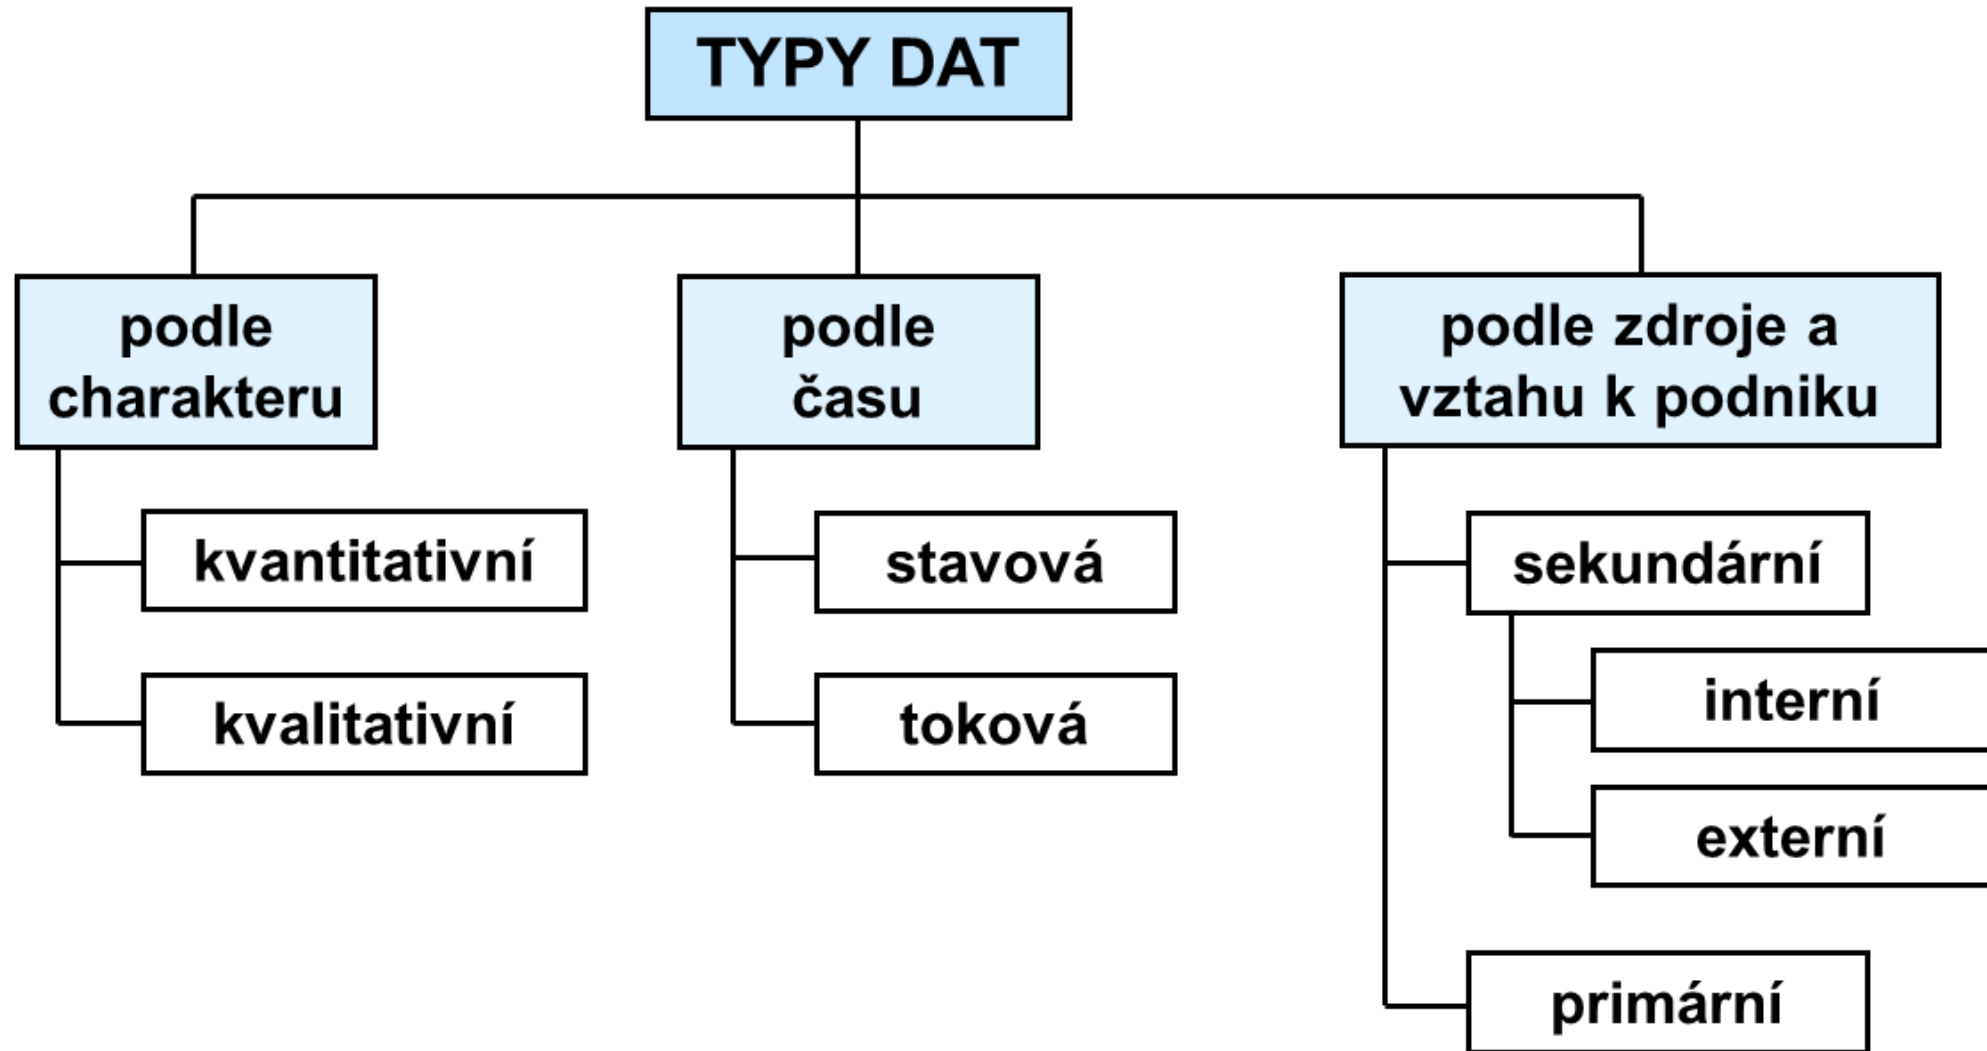 TYPY DAT
podle
charakteru
kvantitativní
kvalitativní
podle
času
stavová
toková
podle zdroje a
vztahu k podniku
sekundární
interní
externí
primární